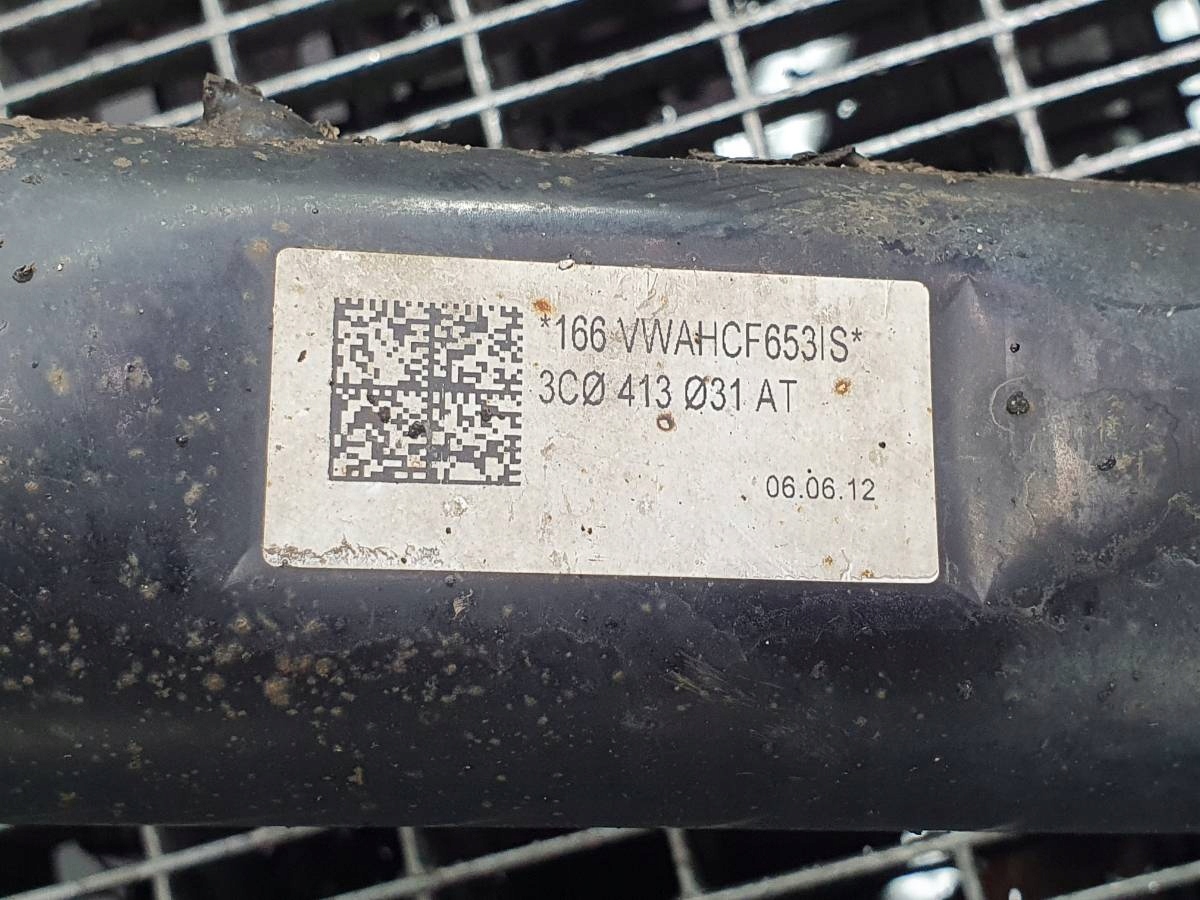 *166 VWAHCF653IS*
3CØ 413 Ø31 AT
06.06.12